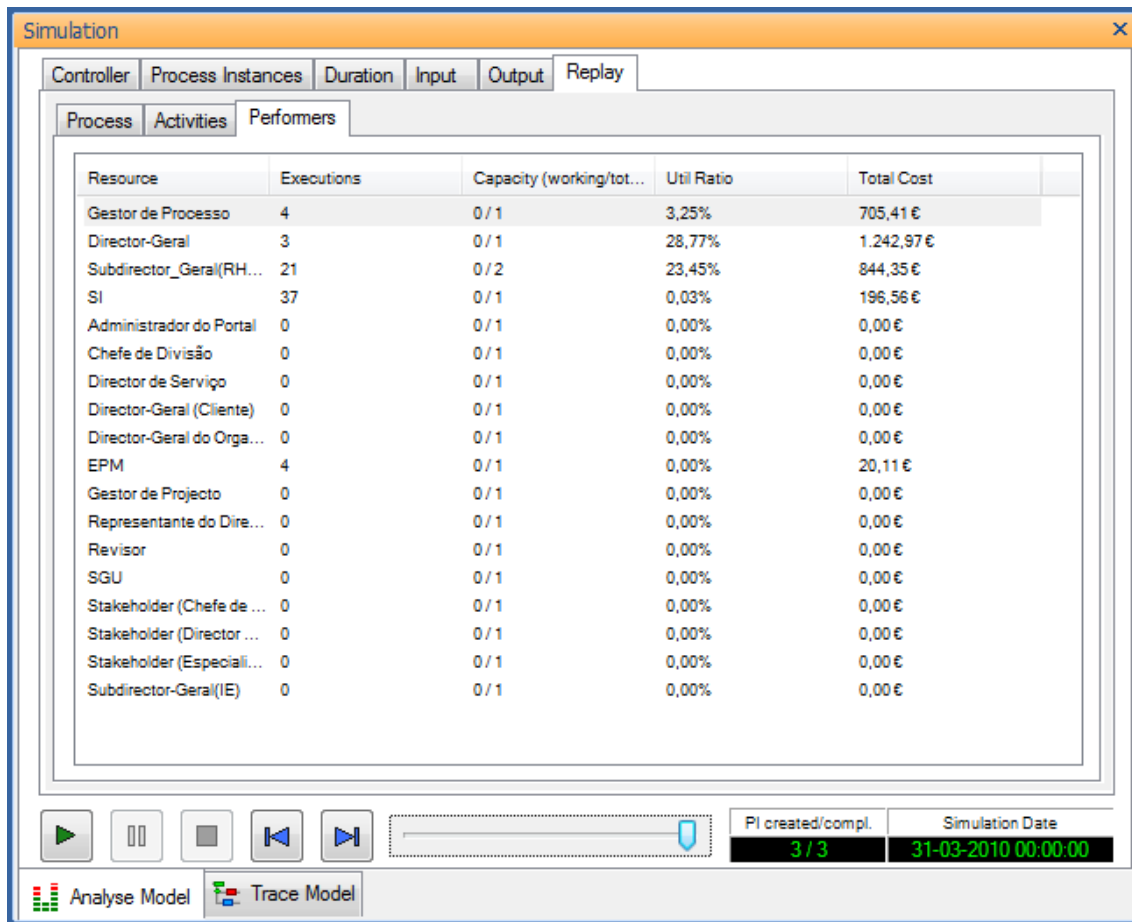 Simulation
Controller Process Instances Duration Input Output Replay
Process Activities Performers
Resource Executions Capacity (working/tot... Util Ratio Total Cost
Gestor de Processo 4 0 / 1 3,25% 705,41 €
Director-Geral 3 0 / 1 28,77% 1.242,97 €
Subdirector_Geral(RH... 21 0 / 2 23,45% 844,35 €
SI 37 0 / 1 0,03% 196,56 €
Administrador do Portal 0 0 / 1 0,00% 0,00 €
Chefe de Divisão 0 0 / 1 0,00% 0,00 €
Director de Serviço 0 0 / 1 0,00% 0,00 €
Director-Geral (Cliente) 0 0 / 1 0,00% 0,00 €
Director-Geral do Orga... 0 0 / 1 0,00% 0,00 €
EPM 4 0 / 1 0,00% 20,11 €
Gestor de Projecto 0 0 / 1 0,00% 0,00 €
Representante do Dire... 0 0 / 1 0,00% 0,00 €
Revisor 0 0 / 1 0,00% 0,00 €
SGU 0 0 / 1 0,00% 0,00 €
Stakeholder (Chefe de ... 0 0 / 1 0,00% 0,00 €
Stakeholder (Director ... 0 0 / 1 0,00% 0,00 €
Stakeholder (Especiali... 0 0 / 1 0,00% 0,00 €
Subdirector-Geral(IE) 0 0 / 1 0,00% 0,00 €
PI created/compl. Simulation Date
3 / 3 31-03-2010 00:00:00
Analyse Model Trace Model